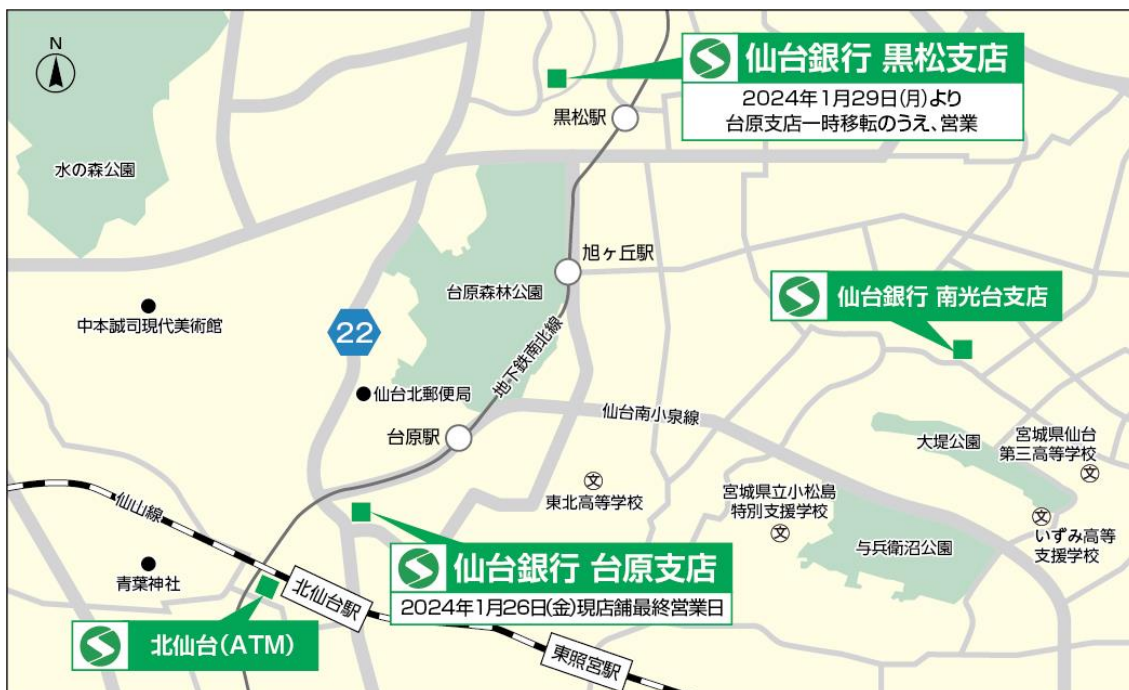 N
仙台銀行 黒松支店
2024年1月29日(月)より
台原支店一時移転のうえ、営業
黒松駅
水の森公園
旭ヶ丘駅
台原森林公園
仙台銀行 南光台支店
中本誠司現代美術館
22
地下鉄南北線
仙台北郵便局
仙台南小泉線
台原駅
大堤公園
宮城県仙台
第三高等学校
文
文
東北高等学校
宮城県立小松島
特別支援学校
文
文
いずみ高等
支援学校
与兵衛沼公園
仙山線
仙台銀行 台原支店
2024年1月26日(金)現店舗最終営業日
青葉神社
北仙台駅
北仙台(ATM)
東照宮駅